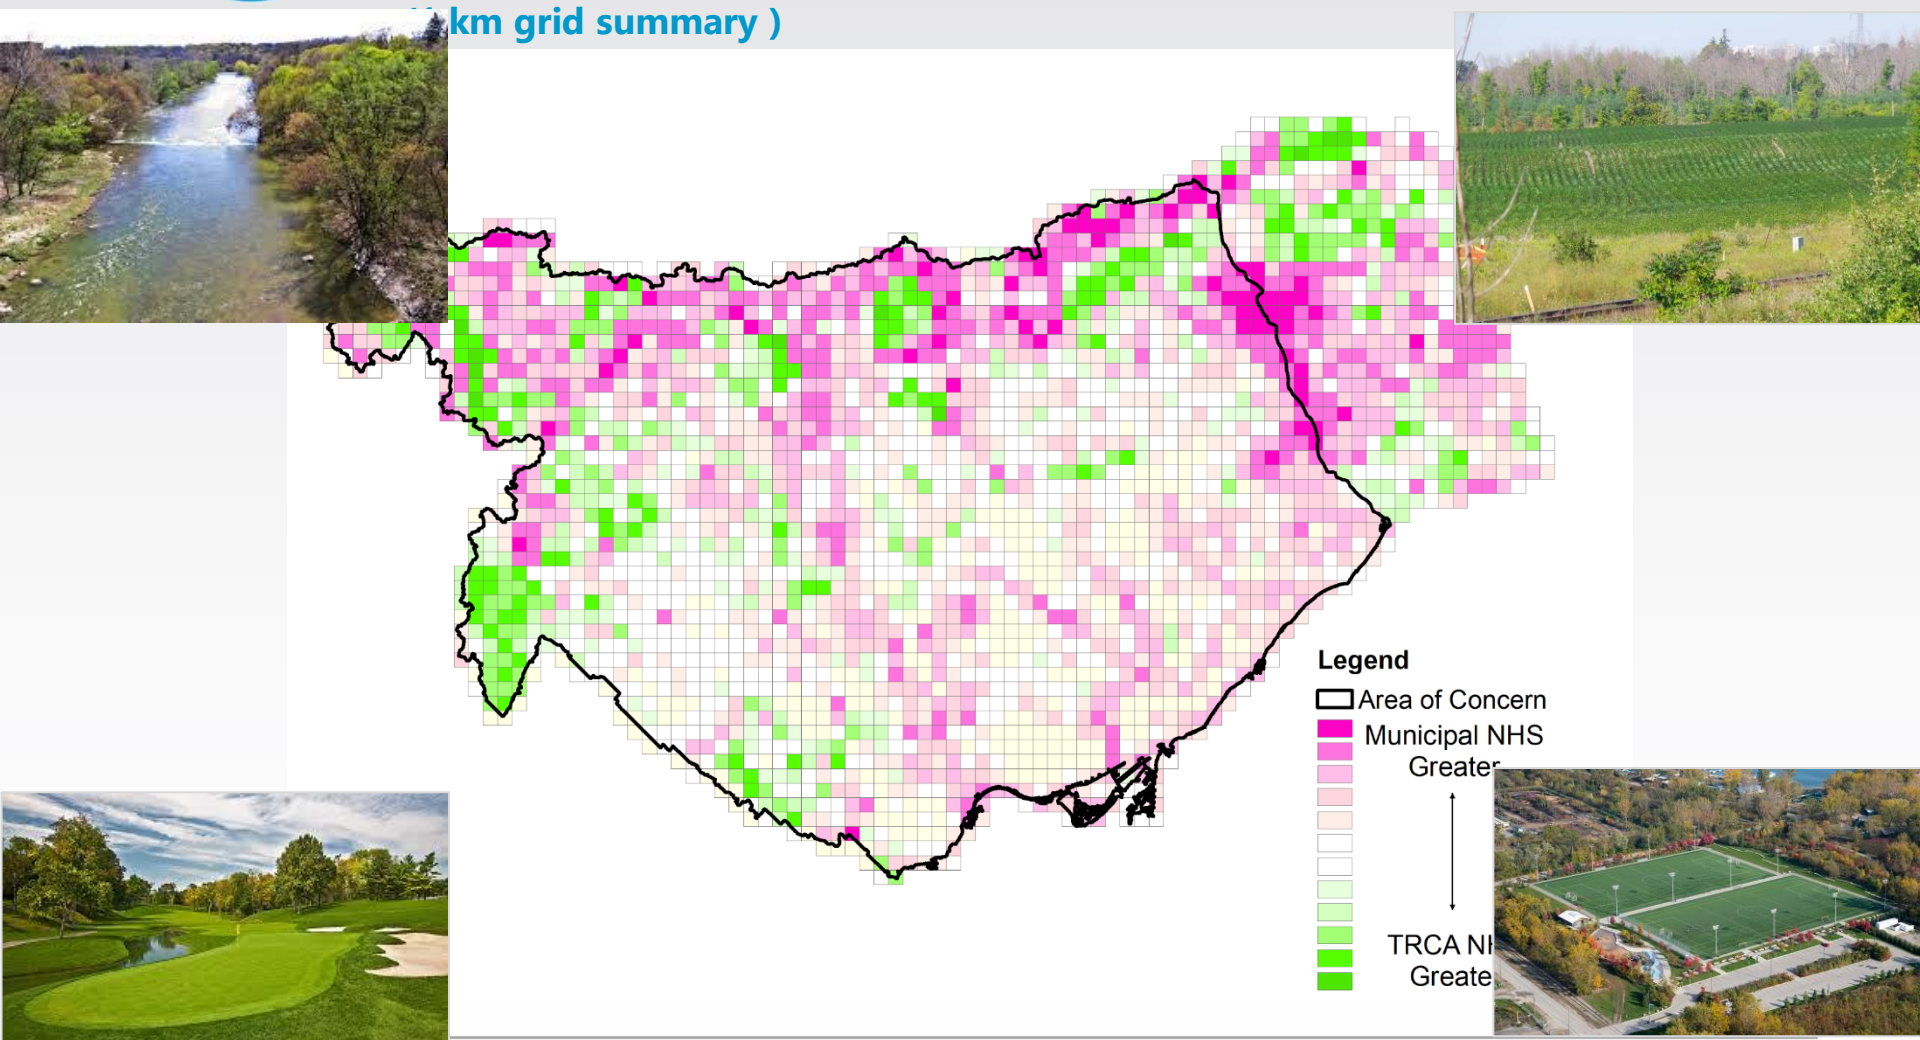 km grid summary )
Legend
Area of Concern
Municipal NHS
Greater
TRCA